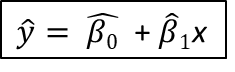 ŷ = β̂₀ + β̂₁x